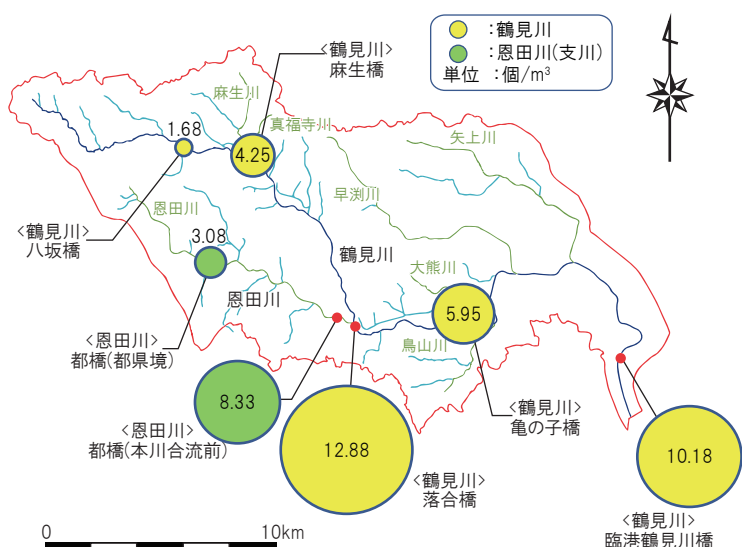 :鶴見川
:恩田川(支川)
単位 :個/m³
<鶴見川>
麻生橋
麻生川
真福寺川
1.68
4.25
矢上川
早渕川
恩田川
<鶴見川>
八坂橋
3.08
鶴見川
大熊川
恩田川
5.95
鳥山川
<恩田川>
都橋(都県境)
8.33
<恩田川>
都橋(本川合流前)
12.88
<鶴見川>
亀の子橋
<鶴見川>
落合橋
10.18
<鶴見川>
臨港鶴見川橋
0
10km